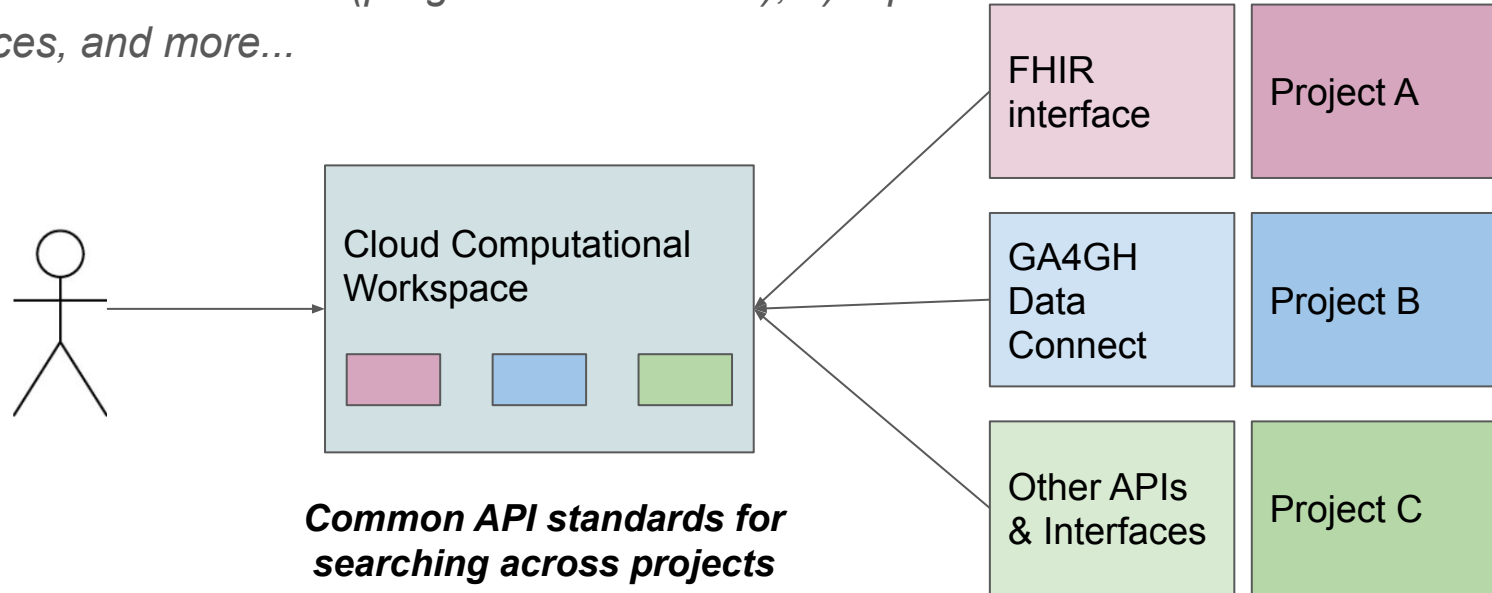 ces, and more...
FHIR
interface
Project A
Cloud Computational
Workspace
GA4GH
Data
Connect
Project B
Other APIs
& Interfaces
Project C
Common API standards for
searching across projects